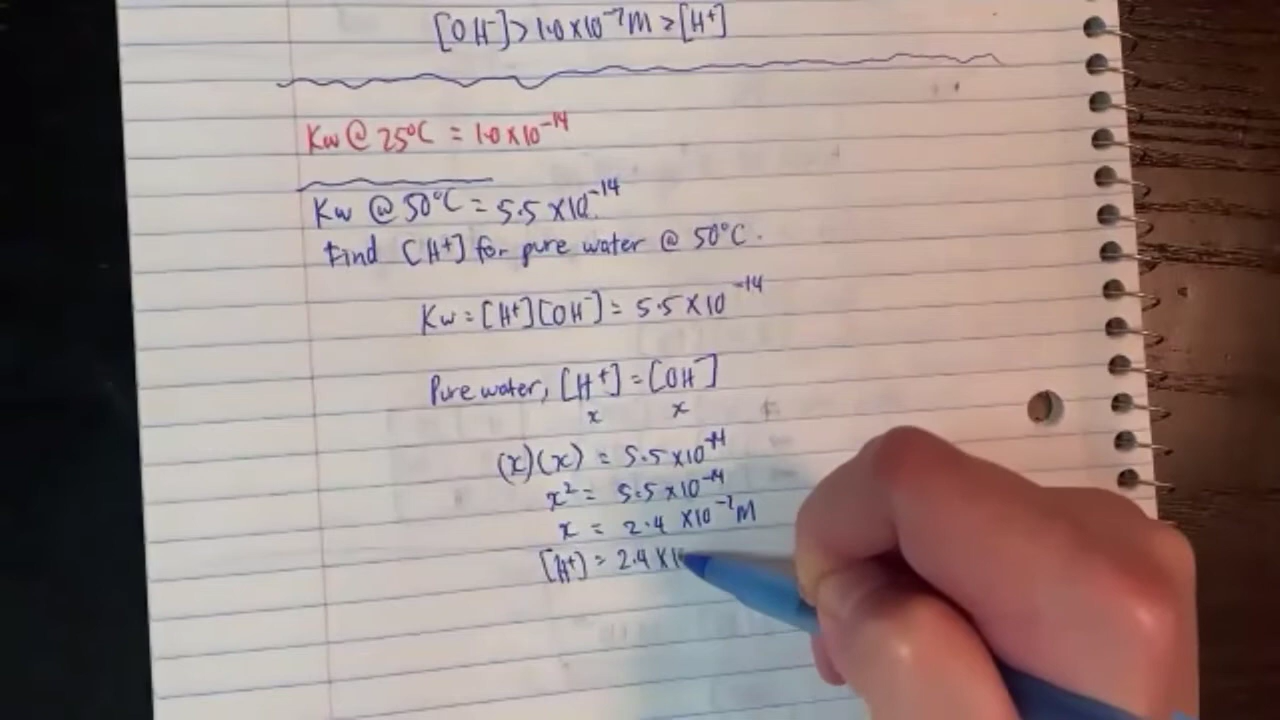 [OH-] > 1.0 x 10^-7 M > [H+]
Kw @ 25°C = 1.0 x 10^-14
Kw @ 50°C = 5.5 x 10^-14
Find [H+] for pure water @ 50°C.
Kw = [H+][OH-] = 5.5 x 10^-14
Pure water, [H+] = [OH-]
x x
(x)(x) = 5.5 x 10^-14
x² = 5.5 x 10^-14
x = 2.4 x 10^-7 M
[H+] = 2.4 x 10